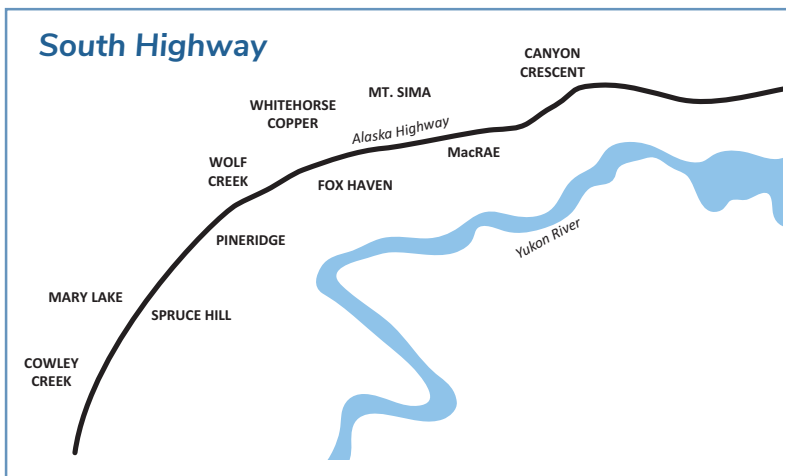 South Highway
CANYON
CRESCENT
MT. SIMA
WHITEHORSE
COPPER
Alaska Highway
MacRAE
WOLF
CREEK
FOX HAVEN
PINERIDGE
Yukon River
MARY LAKE
SPRUCE HILL
COWLEY
CREEK